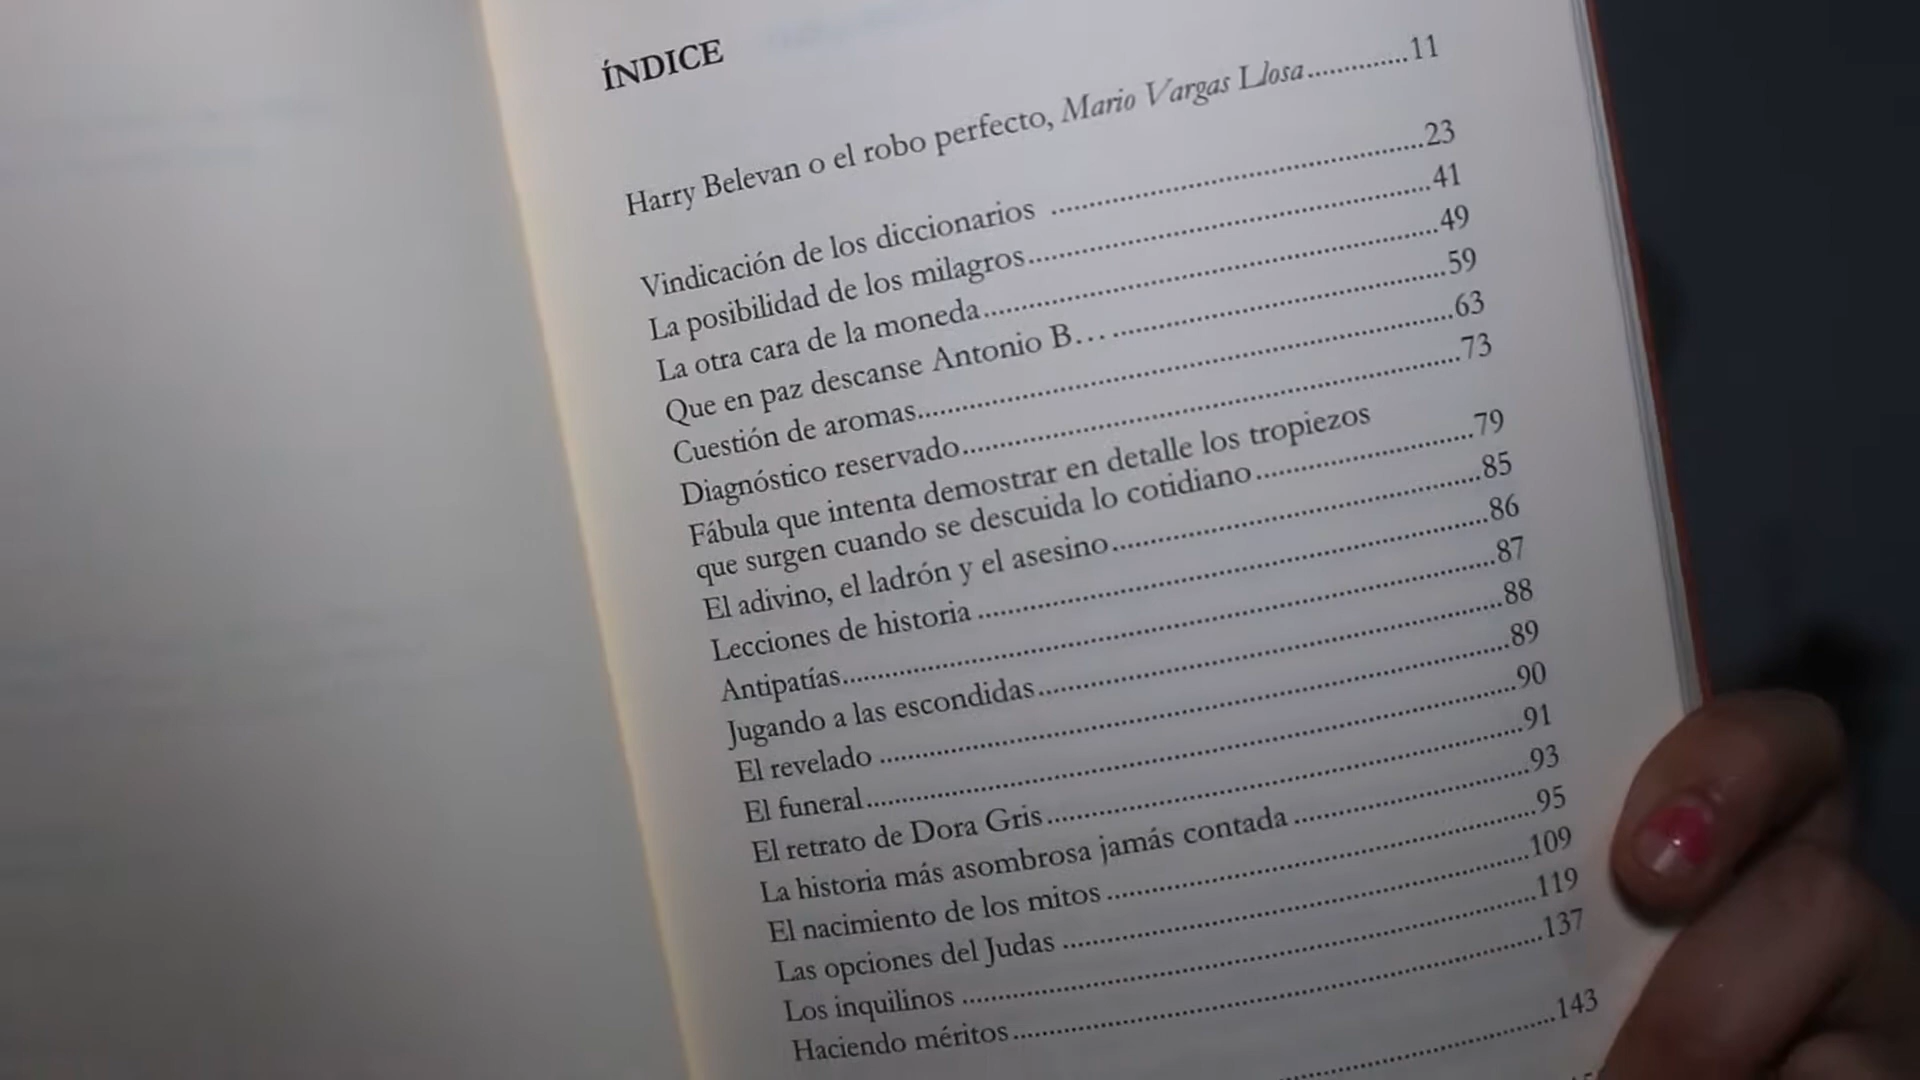 ÍNDICE
Harry Belevan o el robo perfecto, Mario Vargas Llosa..............11
Vindicación de los diccionarios ..............23
La posibilidad de los milagros..............41
La otra cara de la moneda..............49
Que en paz descanse Antonio B.................59
Cuestión de aromas..............63
Diagnóstico reservado..............73
Fábula que intenta demostrar en detalle los tropiezos
que surgen cuando se descuida lo cotidiano..............79
El adivino, el ladrón y el asesino..............85
Lecciones de historia ..............86
Antipatías..............87
Jugando a las escondidas..............88
El revelado ..............89
El funeral..............90
El retrato de Dora Gris..............91
La historia más asombrosa jamás contada ..............93
El nacimiento de los mitos ..............95
Las opciones del Judas ..............109
Los inquilinos ..............119
Haciendo méritos..............137
..............143